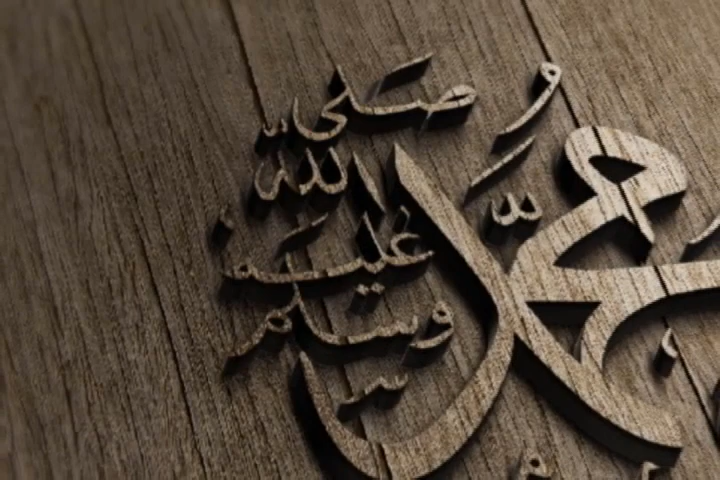 محمد
صلى
الله
عليه
وسلم